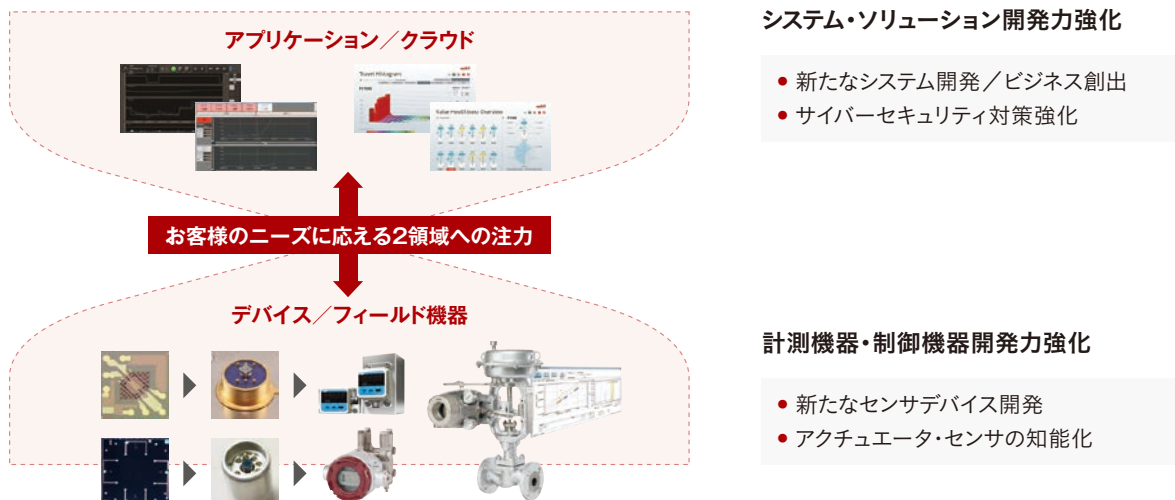 アプリケーション／クラウド
Travel Histogram
Valve Healthiness Overview
お客様のニーズに応える2領域への注力
デバイス／フィールド機器
システム・ソリューション開発力強化
● 新たなシステム開発／ビジネス創出
● サイバーセキュリティ対策強化
計測機器・制御機器開発力強化
● 新たなセンサデバイス開発
● アクチュエータ・センサの知能化